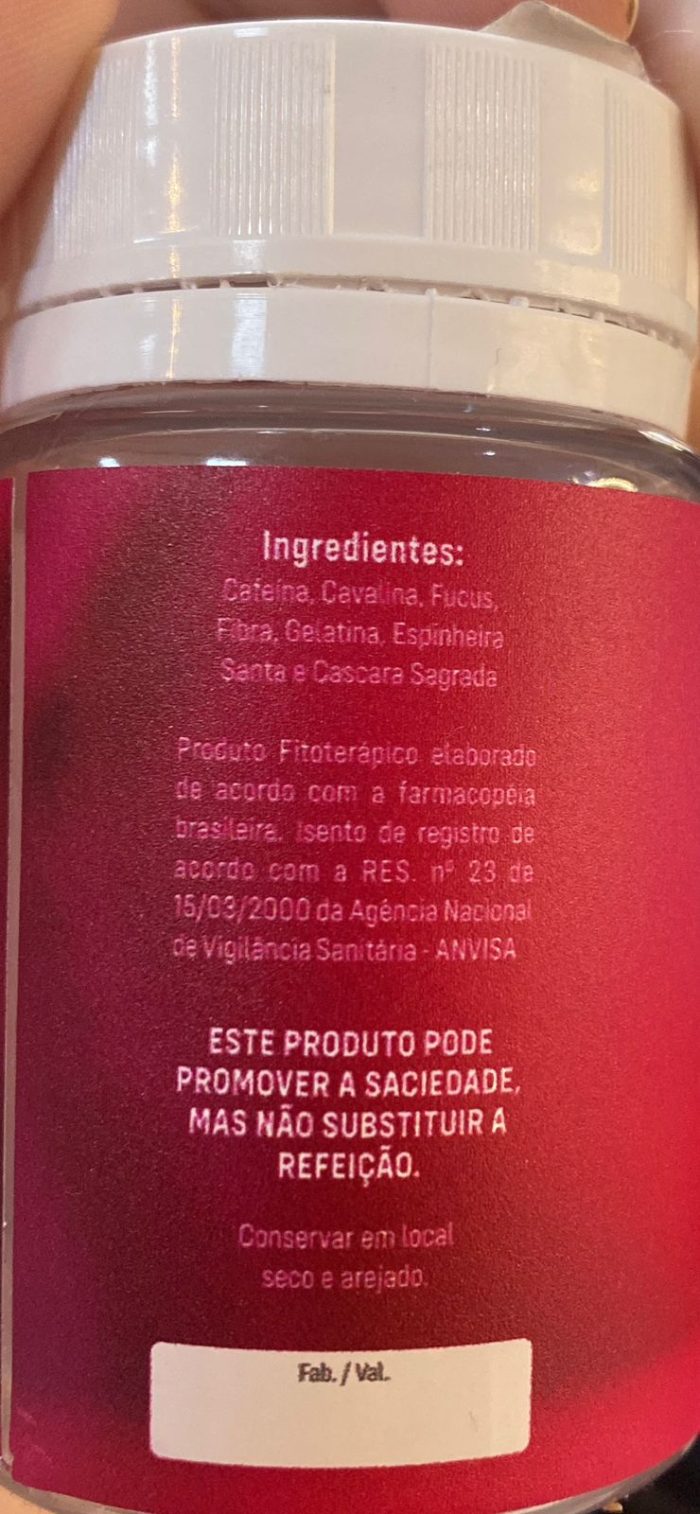 Ingredientes:
Cafeína, Cavalina, Fucus,
Fibra, Gelatina, Espinheira
Santa e Cascara Sagrada
Produto Fitoterápico elaborado
de acordo com a farmacopéia
brasileira. Isento de registro de
acordo com a RES. nº 23 de
15/03/2000 da Agência Nacional
de Vigilância Sanitária - ANVISA
ESTE PRODUTO PODE
PROMOVER A SACIEDADE,
MAS NÃO SUBSTITUIR A
REFEIÇÃO.
Conservar em local
seco e arejado.
Fab. / Val.